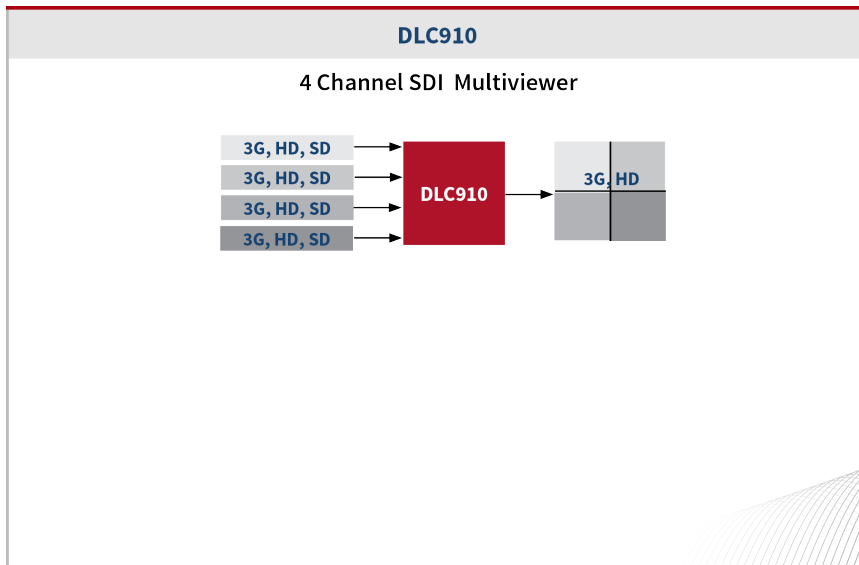 DLC910
4 Channel SDI Multiviewer
3G, HD, SD
3G, HD, SD
3G, HD, SD
3G, HD, SD
DLC910
3G, HD